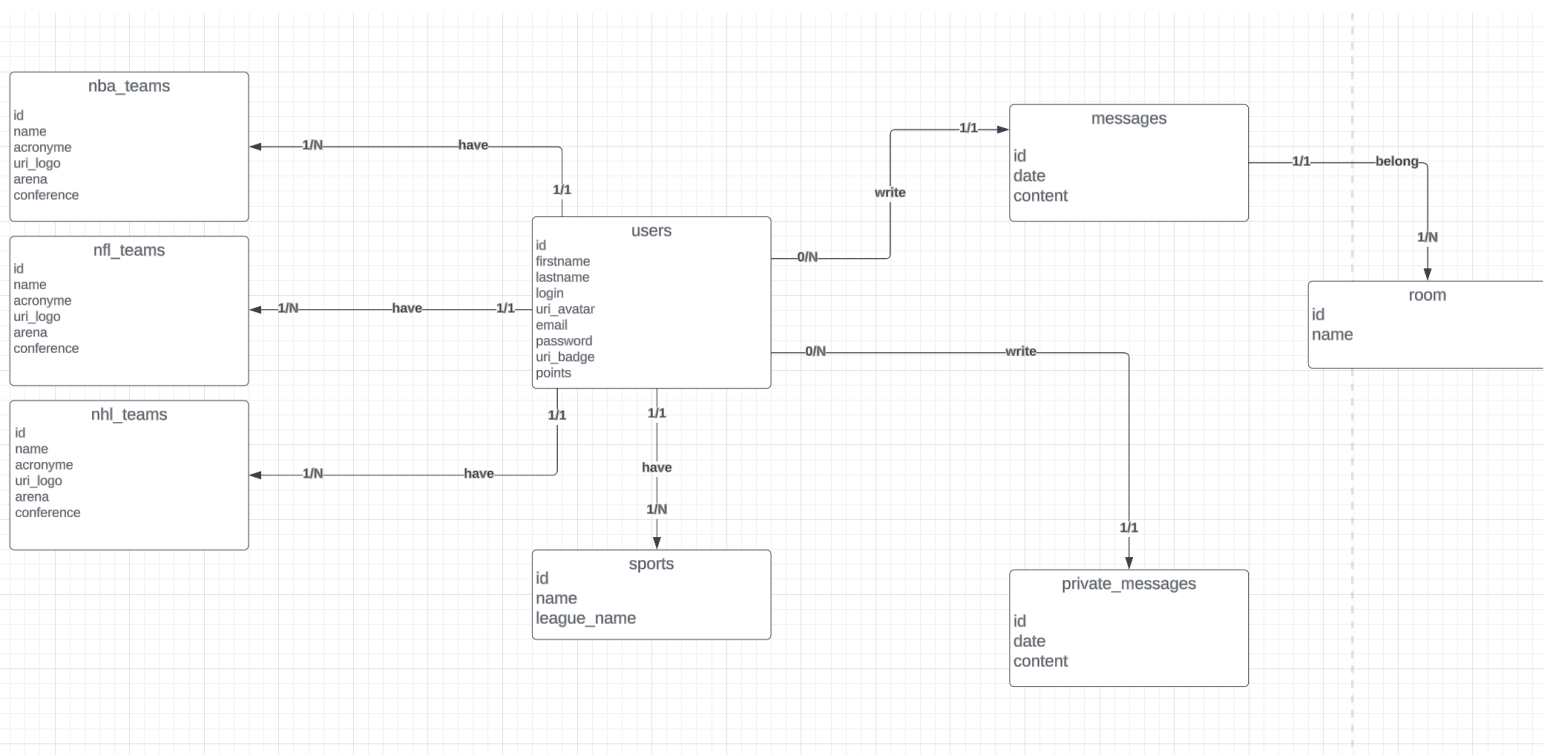 nba_teams
id
name
acronyme
uri_logo
arena
conference
1/N
have
1/1
nfl_teams
id
name
acronyme
uri_logo
arena
conference
1/N
have
1/1
nhl_teams
id
name
acronyme
uri_logo
arena
conference
1/N
have
1/1
users
id
firstname
lastname
login
uri_avatar
email
password
uri_badge
points
1/1
have
1/N
sports
id
name
league_name
0/N
write
1/1
messages
id
date
content
1/1
belong
1/N
room
id
name
0/N
write
1/1
private_messages
id
date
content